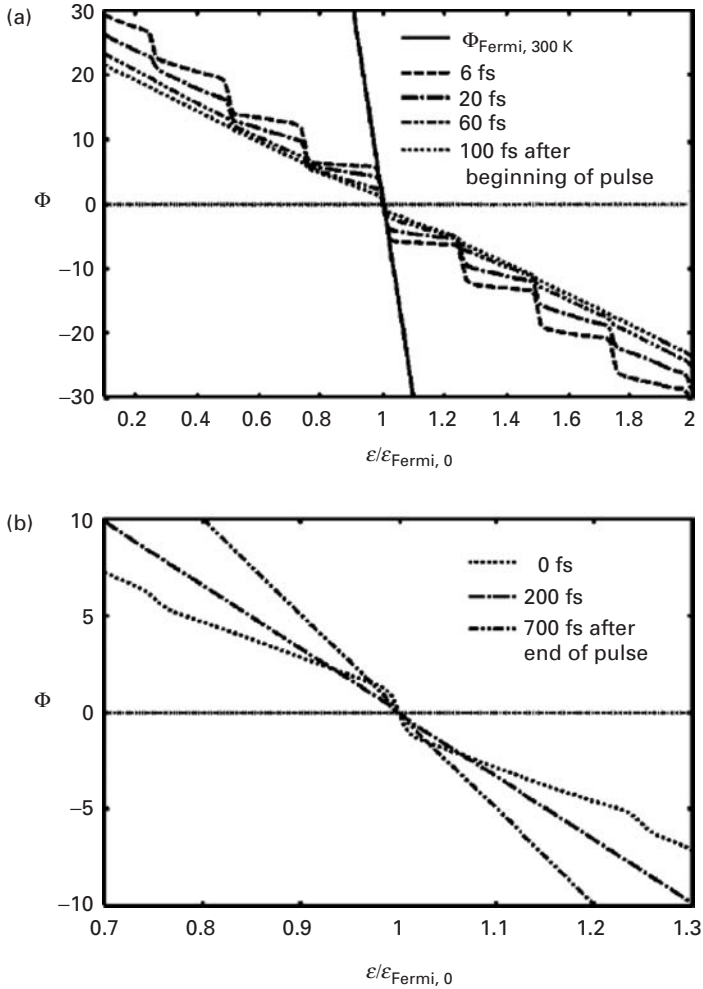 (a)
30
20
10
0
−10
−20
−30
Φ
ΦFermi, 300 K
6 fs
20 fs
60 fs
100 fs after
beginning of pulse
0.2 0.4 0.6 0.8 1 1.2 1.4 1.6 1.8 2
ε/εFermi, 0
(b)
10
5
0
−5
−10
Φ
0 fs
200 fs
700 fs after
end of pulse
0.7 0.8 0.9 1 1.1 1.2 1.3
ε/εFermi, 0